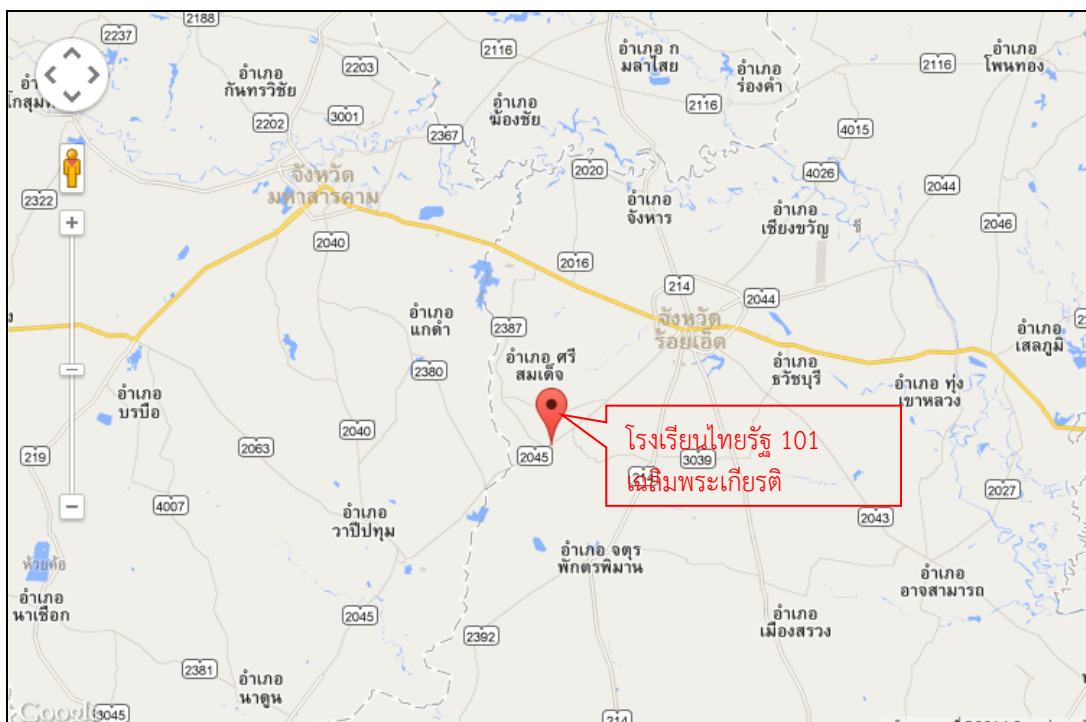 2188
2237
2116
อำเภอ ก
มลาไสย
อำเภอ
โพนทอง
2116
อำเภอ
กันทรวิชัย
2203
อำเภอ
ร่องคำ
2116
อำเภอ
ฆ้องชัย
3001
2202
2367
4015
จังหวัด
มหาสารคาม
2020
4026
2044
2322
อำเภอ
จังหาร
อำเภอ
เชียงขวัญ
ชี
2046
2040
2016
214
2044
จังหวัด
ร้อยเอ็ด
อำเภอ
แกดำ
2387
อำเภอ
เสลภูมิ
อำเภอ ศรี
สมเด็จ
2380
อำเภอ
ธวัชบุรี
อำเภอ ทุ่ง
เขาหลวง
อำเภอ
บรบือ
โรงเรียนไทยรัฐ 101
เฉลิมพระเกียรติ
2040
2063
219
2045
3039
214
2027
4007
อำเภอ
วาปีปทุม
2043
อำเภอ จตุร
พักตรพิมาน
ห้วยค้อ
อำเภอ
อาจสามารถ
อำเภอ
นาเชือก
2045
อำเภอ
เมืองสรวง
2392
2381
อำเภอ
นาดูน
Google
3045
214